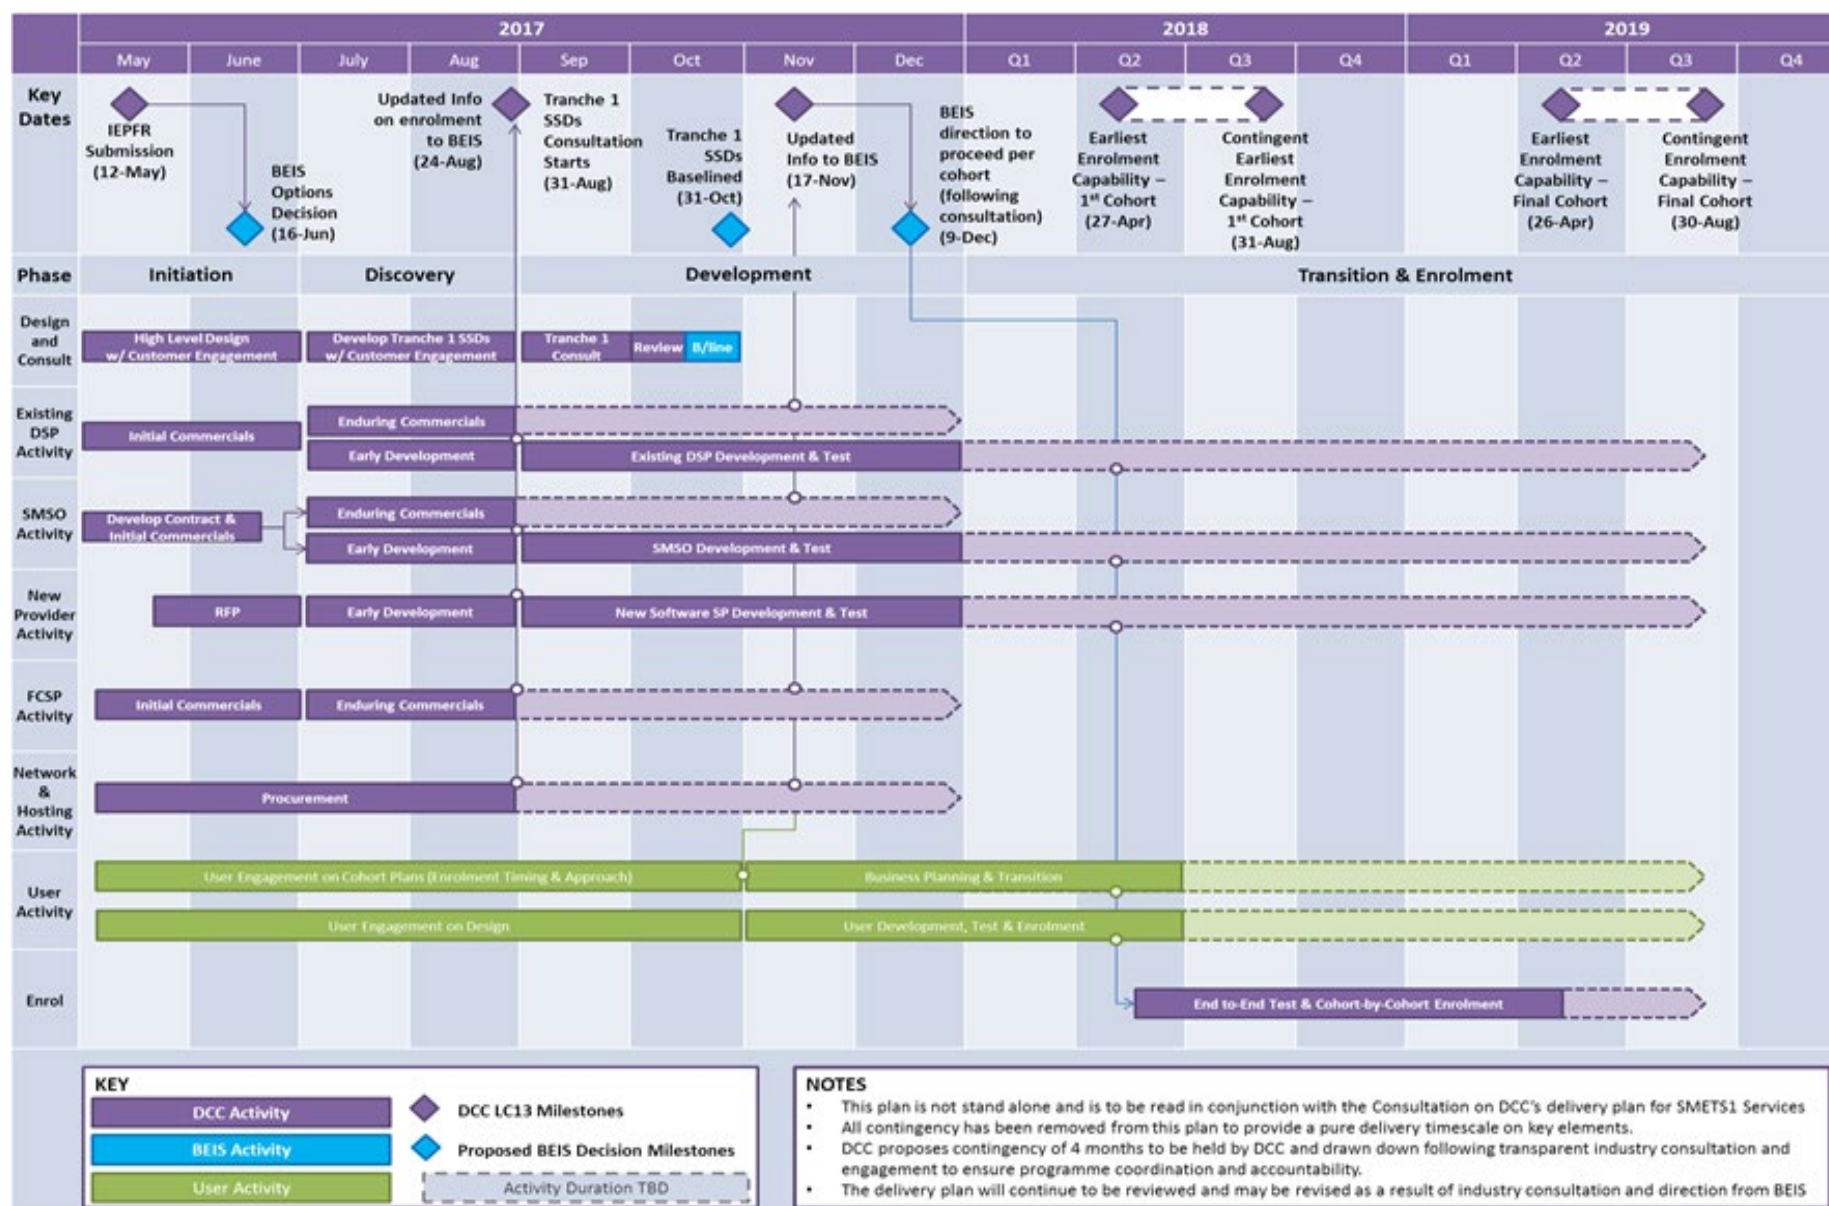 2017 2018 2019
May June July Aug Sep Oct Nov Dec Q1 Q2 Q3 Q4 Q1 Q2 Q3 Q4
Key
Dates
IEPFR
Submission
(12-May)
BEIS
Options
Decision
(16-Jun)
Updated Info
on enrolment
to BEIS
(24-Aug)
Tranche 1
SSDs
Consultation
Starts
(31-Aug)
Tranche 1
SSDs
Baselined
(31-Oct)
Updated
Info to BEIS
(17-Nov)
BEIS
direction to
proceed per
cohort
(following
consultation)
(9-Dec)
Earliest
Enrolment
Capability –
1st Cohort
(27-Apr)
Contingent
Earliest
Enrolment
Capability –
1st Cohort
(31-Aug)
Earliest
Enrolment
Capability –
Final Cohort
(26-Apr)
Contingent
Enrolment
Capability –
Final Cohort
(30-Aug)
Phase Initiation Discovery Development Transition & Enrolment
Design
and
Consult
High Level Design
w/ Customer Engagement
Develop Tranche 1 SSDs
w/ Customer Engagement
Tranche 1
Consult
Review B/line
Existing
DSP
Activity
Initial Commercials
Enduring Commercials
Early Development Existing DSP Development & Test
SMSO
Activity
Develop Contract &
Initial Commercials
Enduring Commercials
Early Development SMSO Development & Test
New
Provider
Activity
RFP Early Development New Software SP Development & Test
FCSP
Activity
Initial Commercials Enduring Commercials
Network
&
Hosting
Activity
Procurement
User
Activity
User Engagement on Cohort Plans (Enrolment Timing & Approach) Business Planning & Transition
User Engagement on Design User Development, Test & Enrolment
Enrol
End to-End Test & Cohort-by-Cohort Enrolment
KEY
DCC Activity
DCC LC13 Milestones
BEIS Activity
Proposed BEIS Decision Milestones
User Activity
Activity Duration TBD
NOTES
• This plan is not stand alone and is to be read in conjunction with the Consultation on DCC's delivery plan for SMETS1 Services
• All contingency has been removed from this plan to provide a pure delivery timescale on key elements.
• DCC proposes contingency of 4 months to be held by DCC and drawn down following transparent industry consultation and
engagement to ensure programme coordination and accountability.
• The delivery plan will continue to be reviewed and may be revised as a result of industry consultation and direction from BEIS